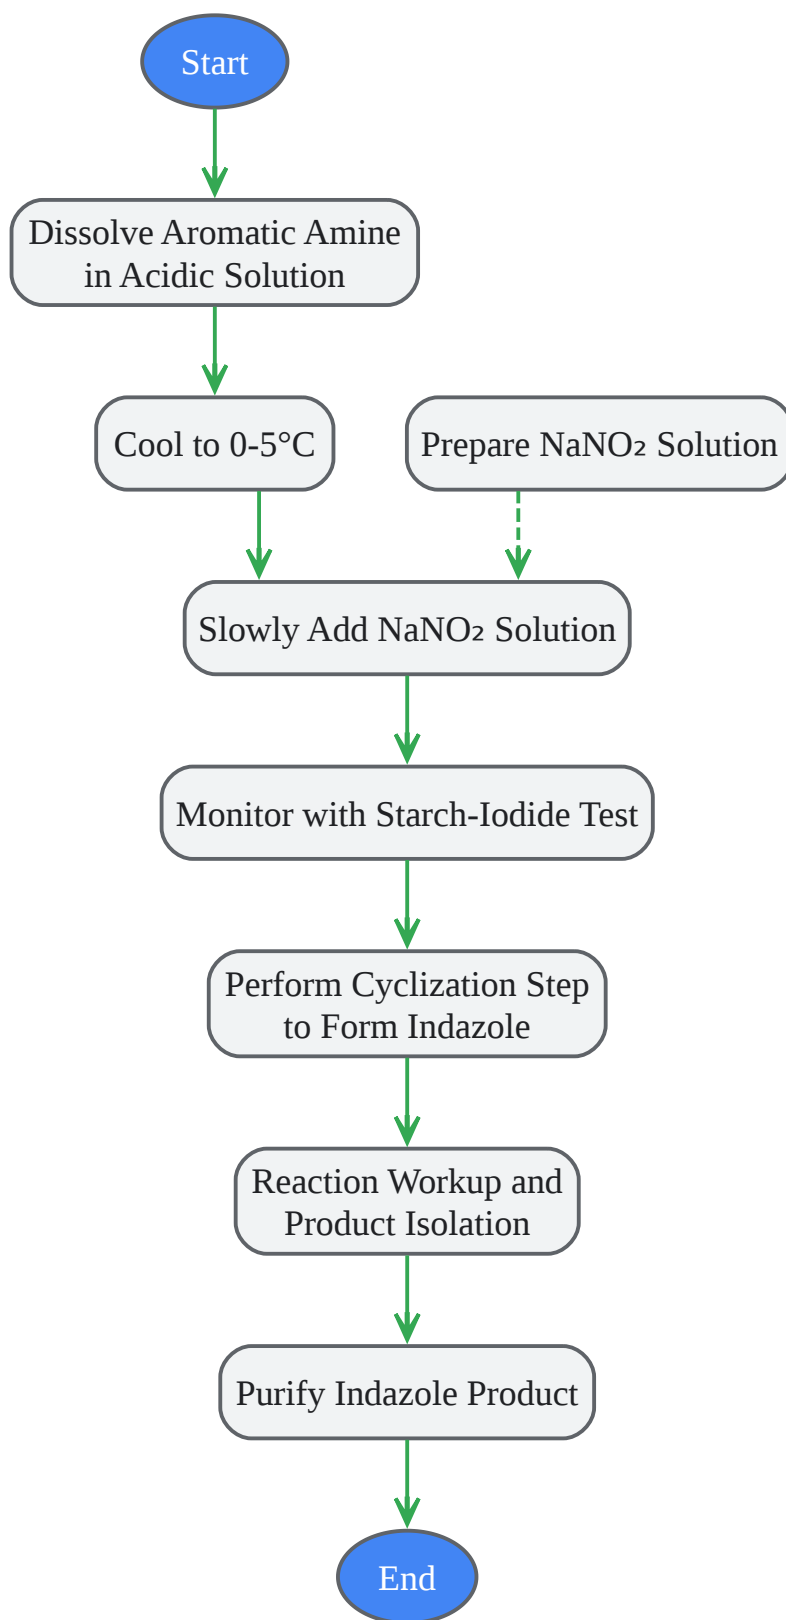 Start
Dissolve Aromatic Amine
in Acidic Solution
Cool to 0-5°C
Prepare NaNO₂ Solution
Slowly Add NaNO₂ Solution
Monitor with Starch-Iodide Test
Perform Cyclization Step
to Form Indazole
Reaction Workup and
Product Isolation
Purify Indazole Product
End